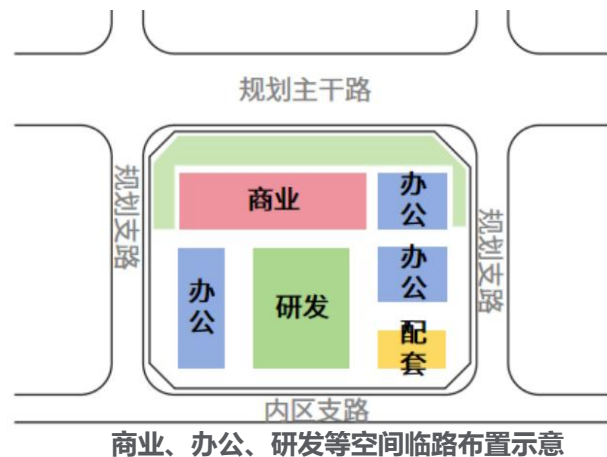 规划主干路
规划支路
商业
办公
规划支路
办公
办公
研发
配套
内区支路
商业、办公、研发等空间临路布置示意